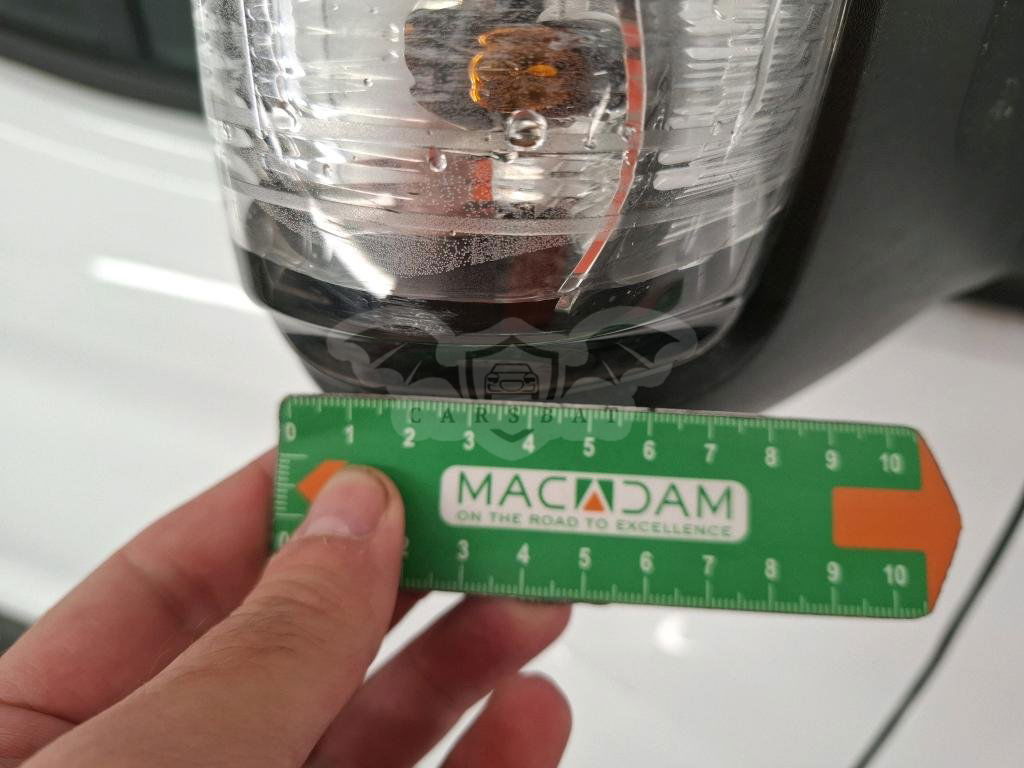 CARSBAT
0 1 2 3 4 5 6 7 8 9 10
MACADAM
ON THE ROAD TO EXCELLENCE
0 2 3 4 5 6 7 8 9 10